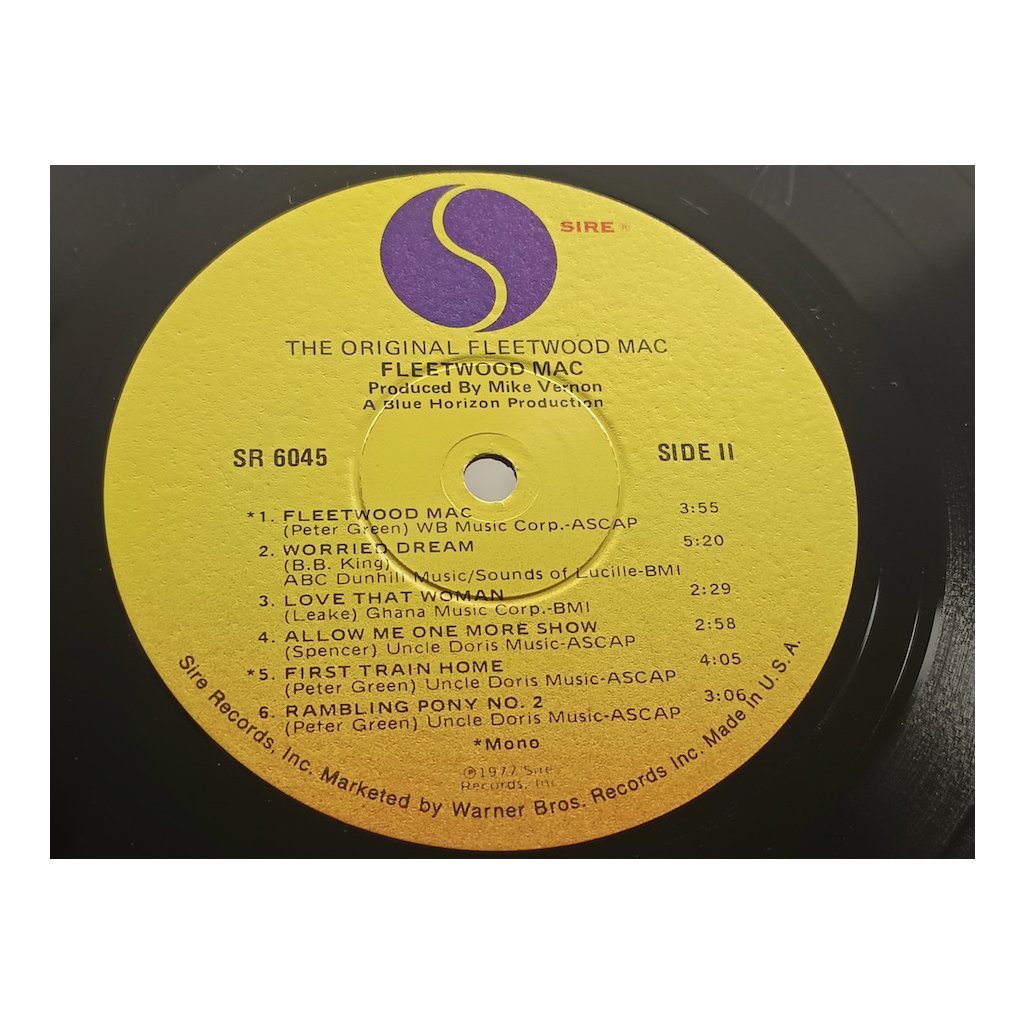 SIRE ®
THE ORIGINAL FLEETWOOD MAC
FLEETWOOD MAC
Produced By Mike Vernon
A Blue Horizon Production
SR 6045
SIDE II
*1. FLEETWOOD MAC 3:55
(Peter Green) WB Music Corp.-ASCAP
2. WORRIED DREAM 5:20
(B.B. King)
ABC Dunhill Music/Sounds of Lucille-BMI
3. LOVE THAT WOMAN 2:29
(Leake) Ghana Music Corp.-BMI
4. ALLOW ME ONE MORE SHOW 2:58
(Spencer) Uncle Doris Music-ASCAP
*5. FIRST TRAIN HOME 4:05
(Peter Green) Uncle Doris Music-ASCAP
6. RAMBLING PONY NO. 2 3:06
(Peter Green) Uncle Doris Music-ASCAP
*Mono
℗1977 Sire
Records, Inc
Sire Records, Inc. Marketed by Warner Bros. Records Inc. Made in U.S.A.